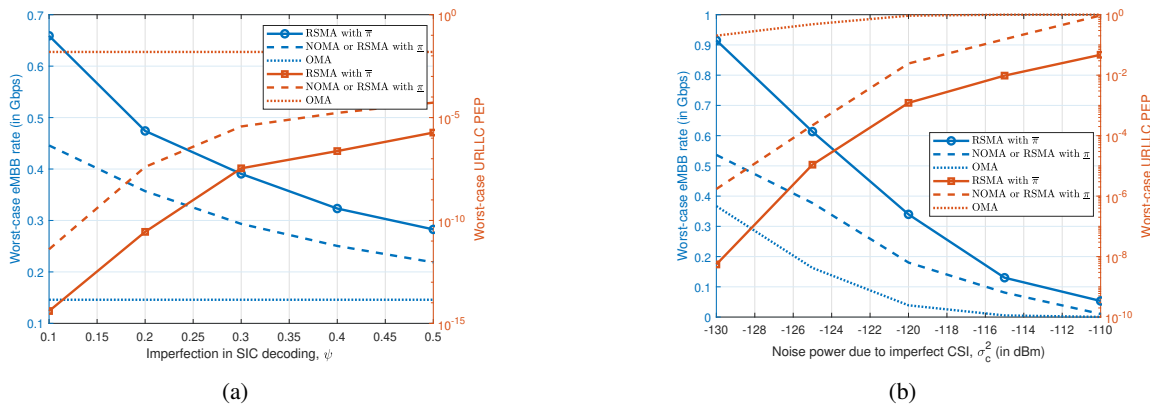 Worst-case eMBB rate (in Gbps)
0.7
0.6
0.5
0.4
0.3
0.2
0.1
0.1 0.15 0.2 0.25 0.3 0.35 0.4 0.45 0.5
Imperfection in SIC decoding, ψ
10^0
10^-5
10^-10
10^-15
Worst-case URLLC PEP
RSMA with π̅
NOMA or RSMA with π̲
OMA
RSMA with π̅
NOMA or RSMA with π̲
OMA
(a)
Worst-case eMBB rate (in Gbps)
1
0.9
0.8
0.7
0.6
0.5
0.4
0.3
0.2
0.1
0
-130 -128 -126 -124 -122 -120 -118 -116 -114 -112 -110
Noise power due to imperfect CSI, σ_c^2 (in dBm)
10^0
10^-2
10^-4
10^-6
10^-8
10^-10
Worst-case URLLC PEP
RSMA with π̅
NOMA or RSMA with π̲
OMA
RSMA with π̅
NOMA or RSMA with π̲
OMA
(b)